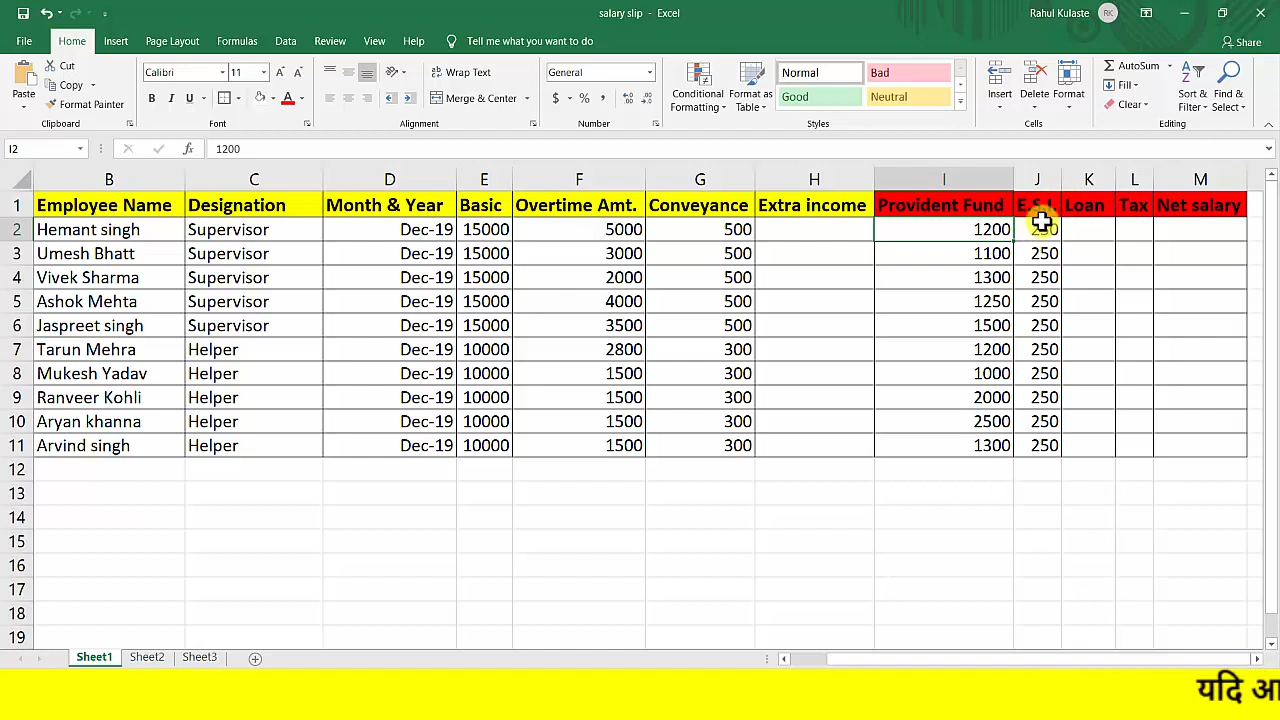 salary slip - Excel
Rahul Kulaste RK
File Home Insert Page Layout Formulas Data Review View Help Tell me what you want to do Share
Paste Cut Copy Format Painter
Calibri 11 A A
B I U A
Wrap Text
Merge & Center
General
$ % ,
Conditional Formatting
Format as Table
Normal Bad
Good Neutral
Insert Delete Format
AutoSum
Fill
Clear
Sort & Filter
Find & Select
Clipboard Font Alignment Number Styles Cells Editing
I2 fx 1200
B C D E F G H I J K L M
1 Employee Name Designation Month & Year Basic Overtime Amt. Conveyance Extra income Provident Fund E.S.I. Loan Tax Net salary
2 Hemant singh Supervisor Dec-19 15000 5000 500 1200 250
3 Umesh Bhatt Supervisor Dec-19 15000 3000 500 1100 250
4 Vivek Sharma Supervisor Dec-19 15000 2000 500 1300 250
5 Ashok Mehta Supervisor Dec-19 15000 4000 500 1250 250
6 Jaspreet singh Supervisor Dec-19 15000 3500 500 1500 250
7 Tarun Mehra Helper Dec-19 10000 2800 300 1200 250
8 Mukesh Yadav Helper Dec-19 10000 1500 300 1000 250
9 Ranveer Kohli Helper Dec-19 10000 1500 300 2000 250
10 Aryan khanna Helper Dec-19 10000 1500 300 2500 250
11 Arvind singh Helper Dec-19 10000 1500 300 1300 250
12
13
14
15
16
17
18
19
Sheet1 Sheet2 Sheet3
यदि